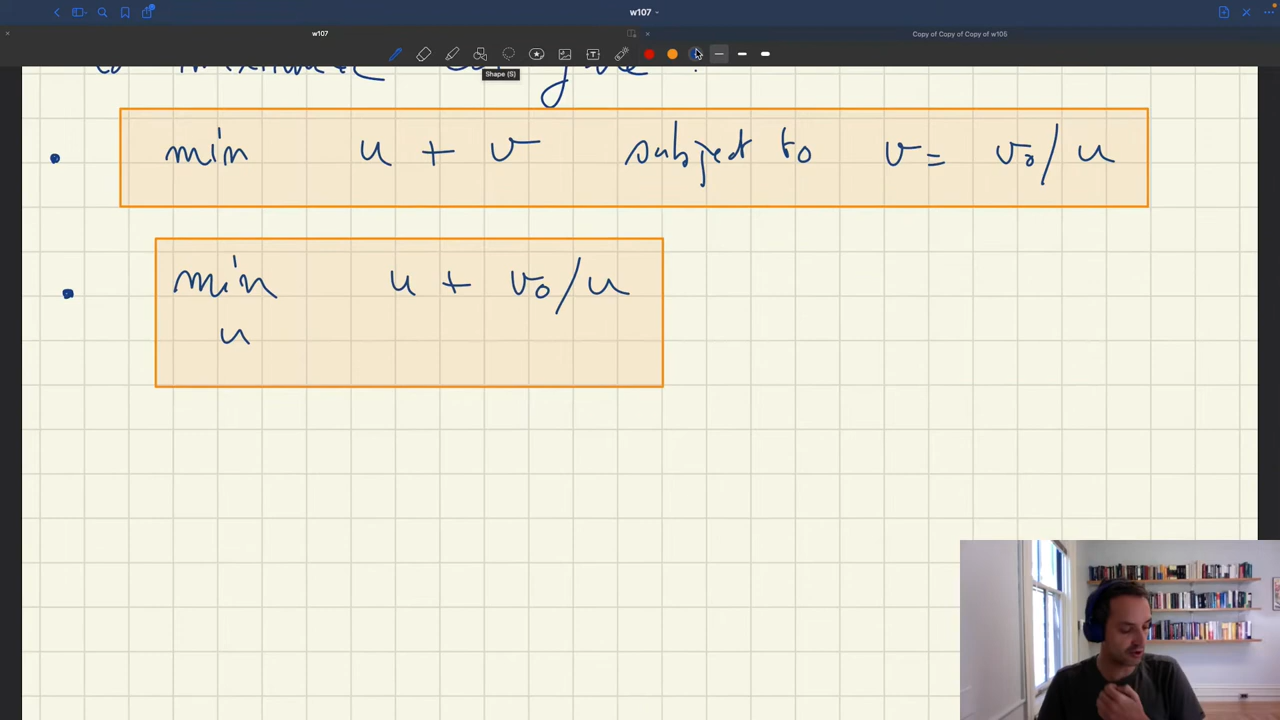 w107
w107
Copy of Copy of Copy of w105
Shape (S)
• min u + v subject to v = v₀/u
• min u + v₀/u
u